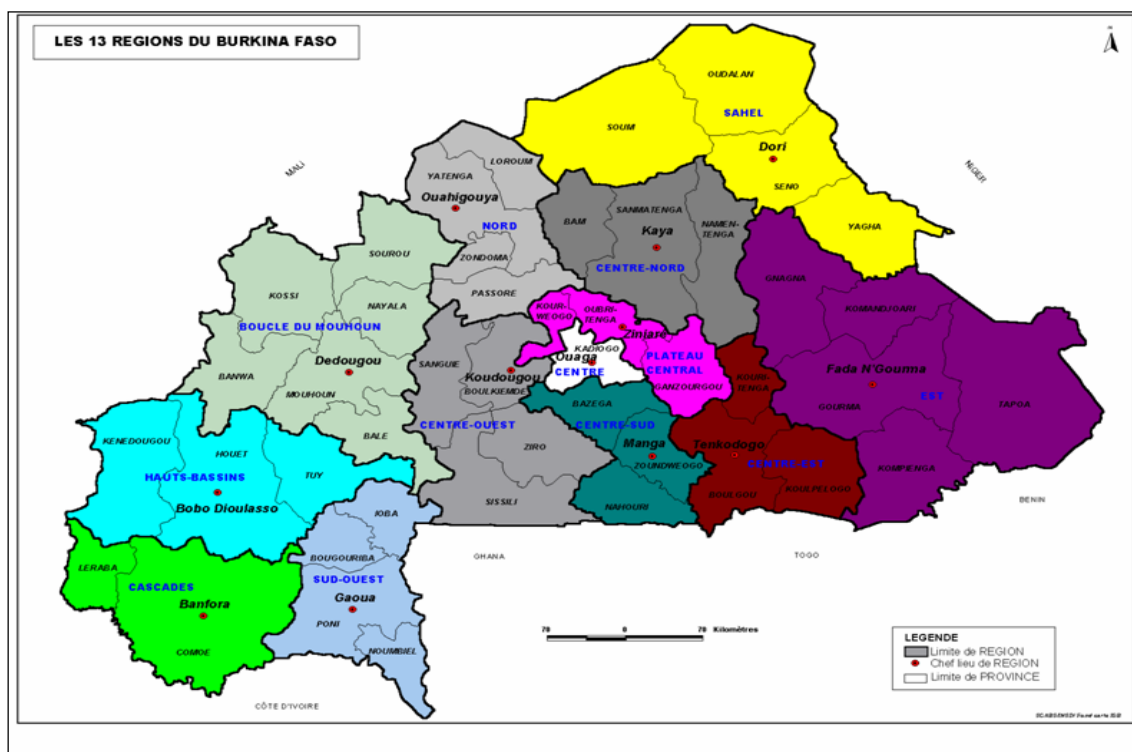 LES 13 REGIONS DU BURKINA FASO
OUDALAN
SAHEL
SOUM
Dori
SENO
YAGHA
MALI
NIGER
LOROUM
YATENGA
Ouahigouya
NORD
ZONDOMA
PASSORE
BAM
SANMATENGA
Kaya
NAMEN-
TENGA
CENTRE-NORD
SOUROU
KOSSI
NAYALA
BOUCLE DU MOUHOUN
Dedougou
BANWA
MOUHOUN
BALE
KOUR-
WEOGO
OUBRI-
TENGA
Ziniare
PLATEAU
CENTRAL
GANZOURGOU
KADIOGO
Ouaga
CENTRE
SANGUIE
Koudougou
BOULKIEMDE
CENTRE-OUEST
ZIRO
SISSILI
BAZEGA
CENTRE-SUD
Manga
ZOUNDWEOGO
NAHOURI
KOURI-
TENGA
Tenkodogo
CENTRE-EST
BOULGOU
KOULPELOGO
GNAGNA
KOMANDJOARI
Fada N'Gourma
GOURMA
EST
TAPOA
KOMPIENGA
KENEDOUGOU
HOUET
TUY
HAUTS-BASSINS
Bobo Dioulasso
LERABA
CASCADES
Banfora
COMOE
IOBA
BOUGOURIBA
SUD-OUEST
Gaoua
PONI
NOUMBIEL
GHANA
TOGO
BENIN
CÔTE D'IVOIRE
70 0 70 Kilomètres
LEGENDE
Limite de REGION
Chef lieu de REGION
Limite de PROVINCE